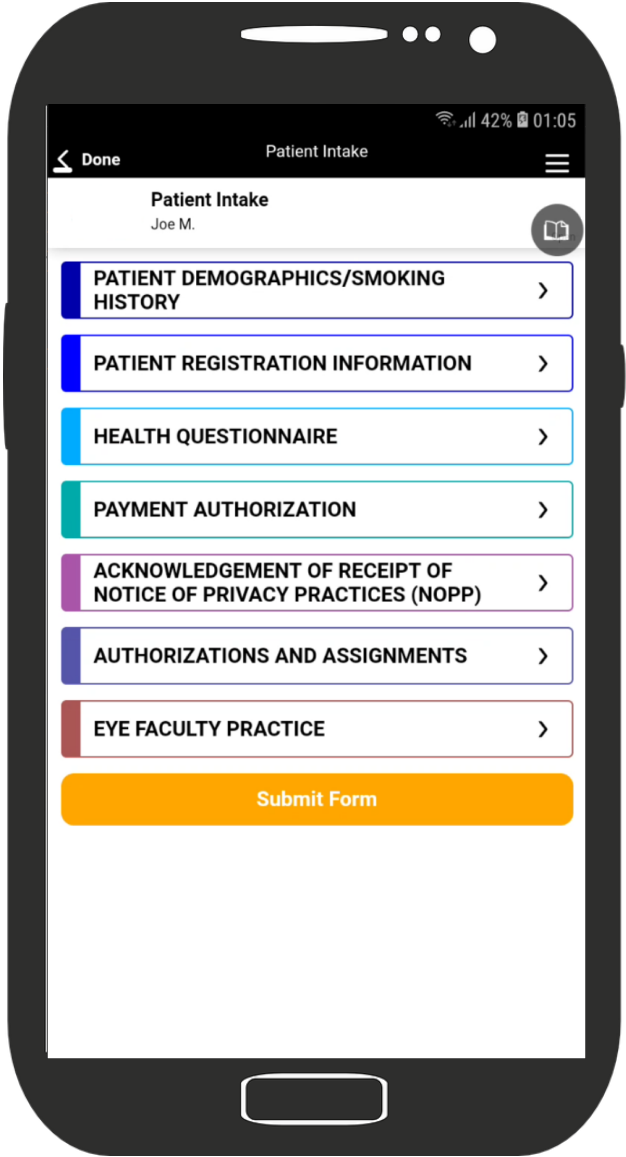 42% 01:05
Done
Patient Intake
Patient Intake
Joe M.
PATIENT DEMOGRAPHICS/SMOKING
HISTORY
PATIENT REGISTRATION INFORMATION
HEALTH QUESTIONNAIRE
PAYMENT AUTHORIZATION
ACKNOWLEDGEMENT OF RECEIPT OF
NOTICE OF PRIVACY PRACTICES (NOPP)
AUTHORIZATIONS AND ASSIGNMENTS
EYE FACULTY PRACTICE
Submit Form